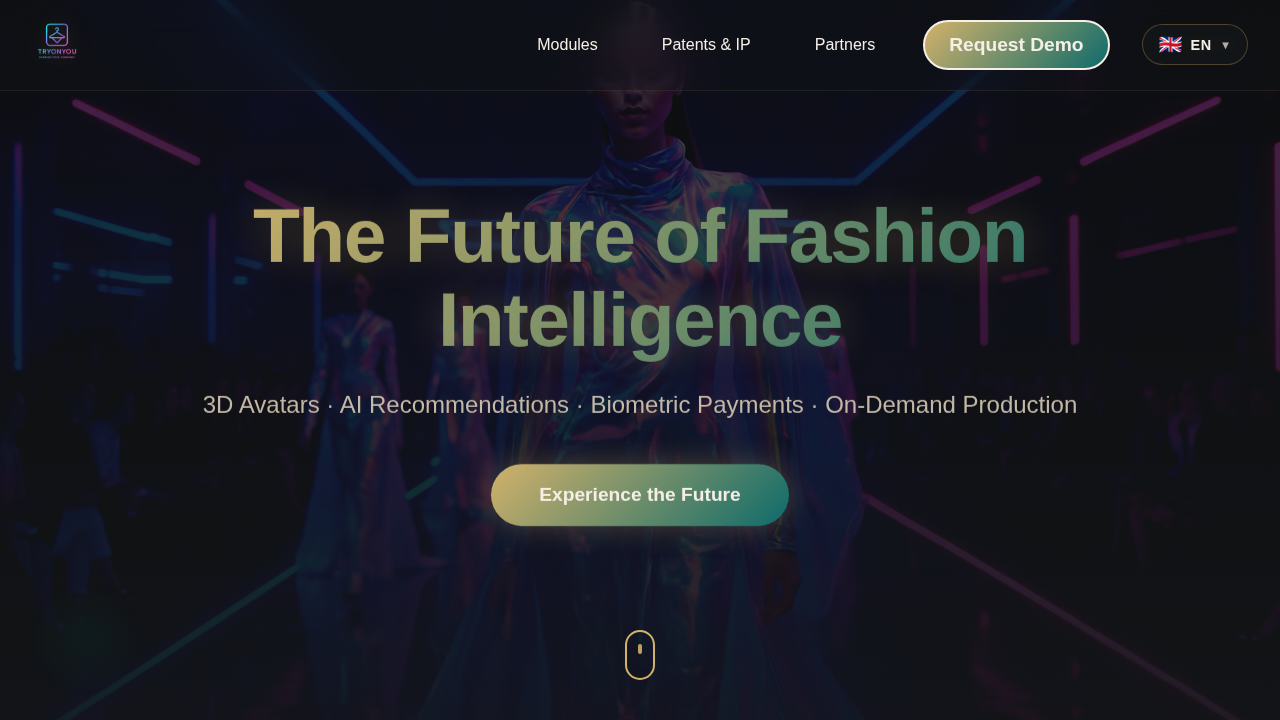 TRYONYOU
Modules
Patents & IP
Partners
Request Demo
EN
The Future of Fashion
Intelligence
3D Avatars · AI Recommendations · Biometric Payments · On-Demand Production
Experience the Future